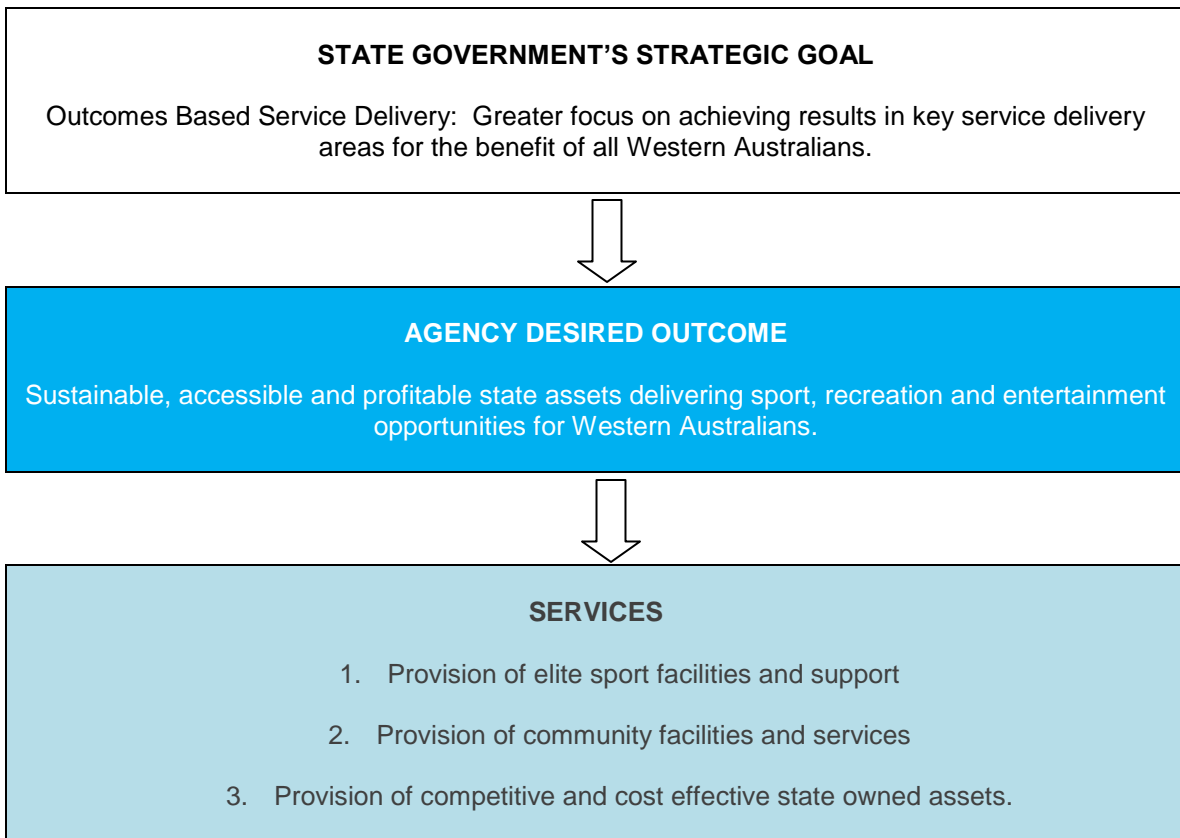 STATE GOVERNMENT’S STRATEGIC GOAL
Outcomes Based Service Delivery:  Greater focus on achieving results in key service delivery
areas for the benefit of all Western Australians.
AGENCY DESIRED OUTCOME
Sustainable, accessible and profitable state assets delivering sport, recreation and entertainment
opportunities for Western Australians.
SERVICES
1. Provision of elite sport facilities and support
2. Provision of community facilities and services
3. Provision of competitive and cost effective state owned assets.